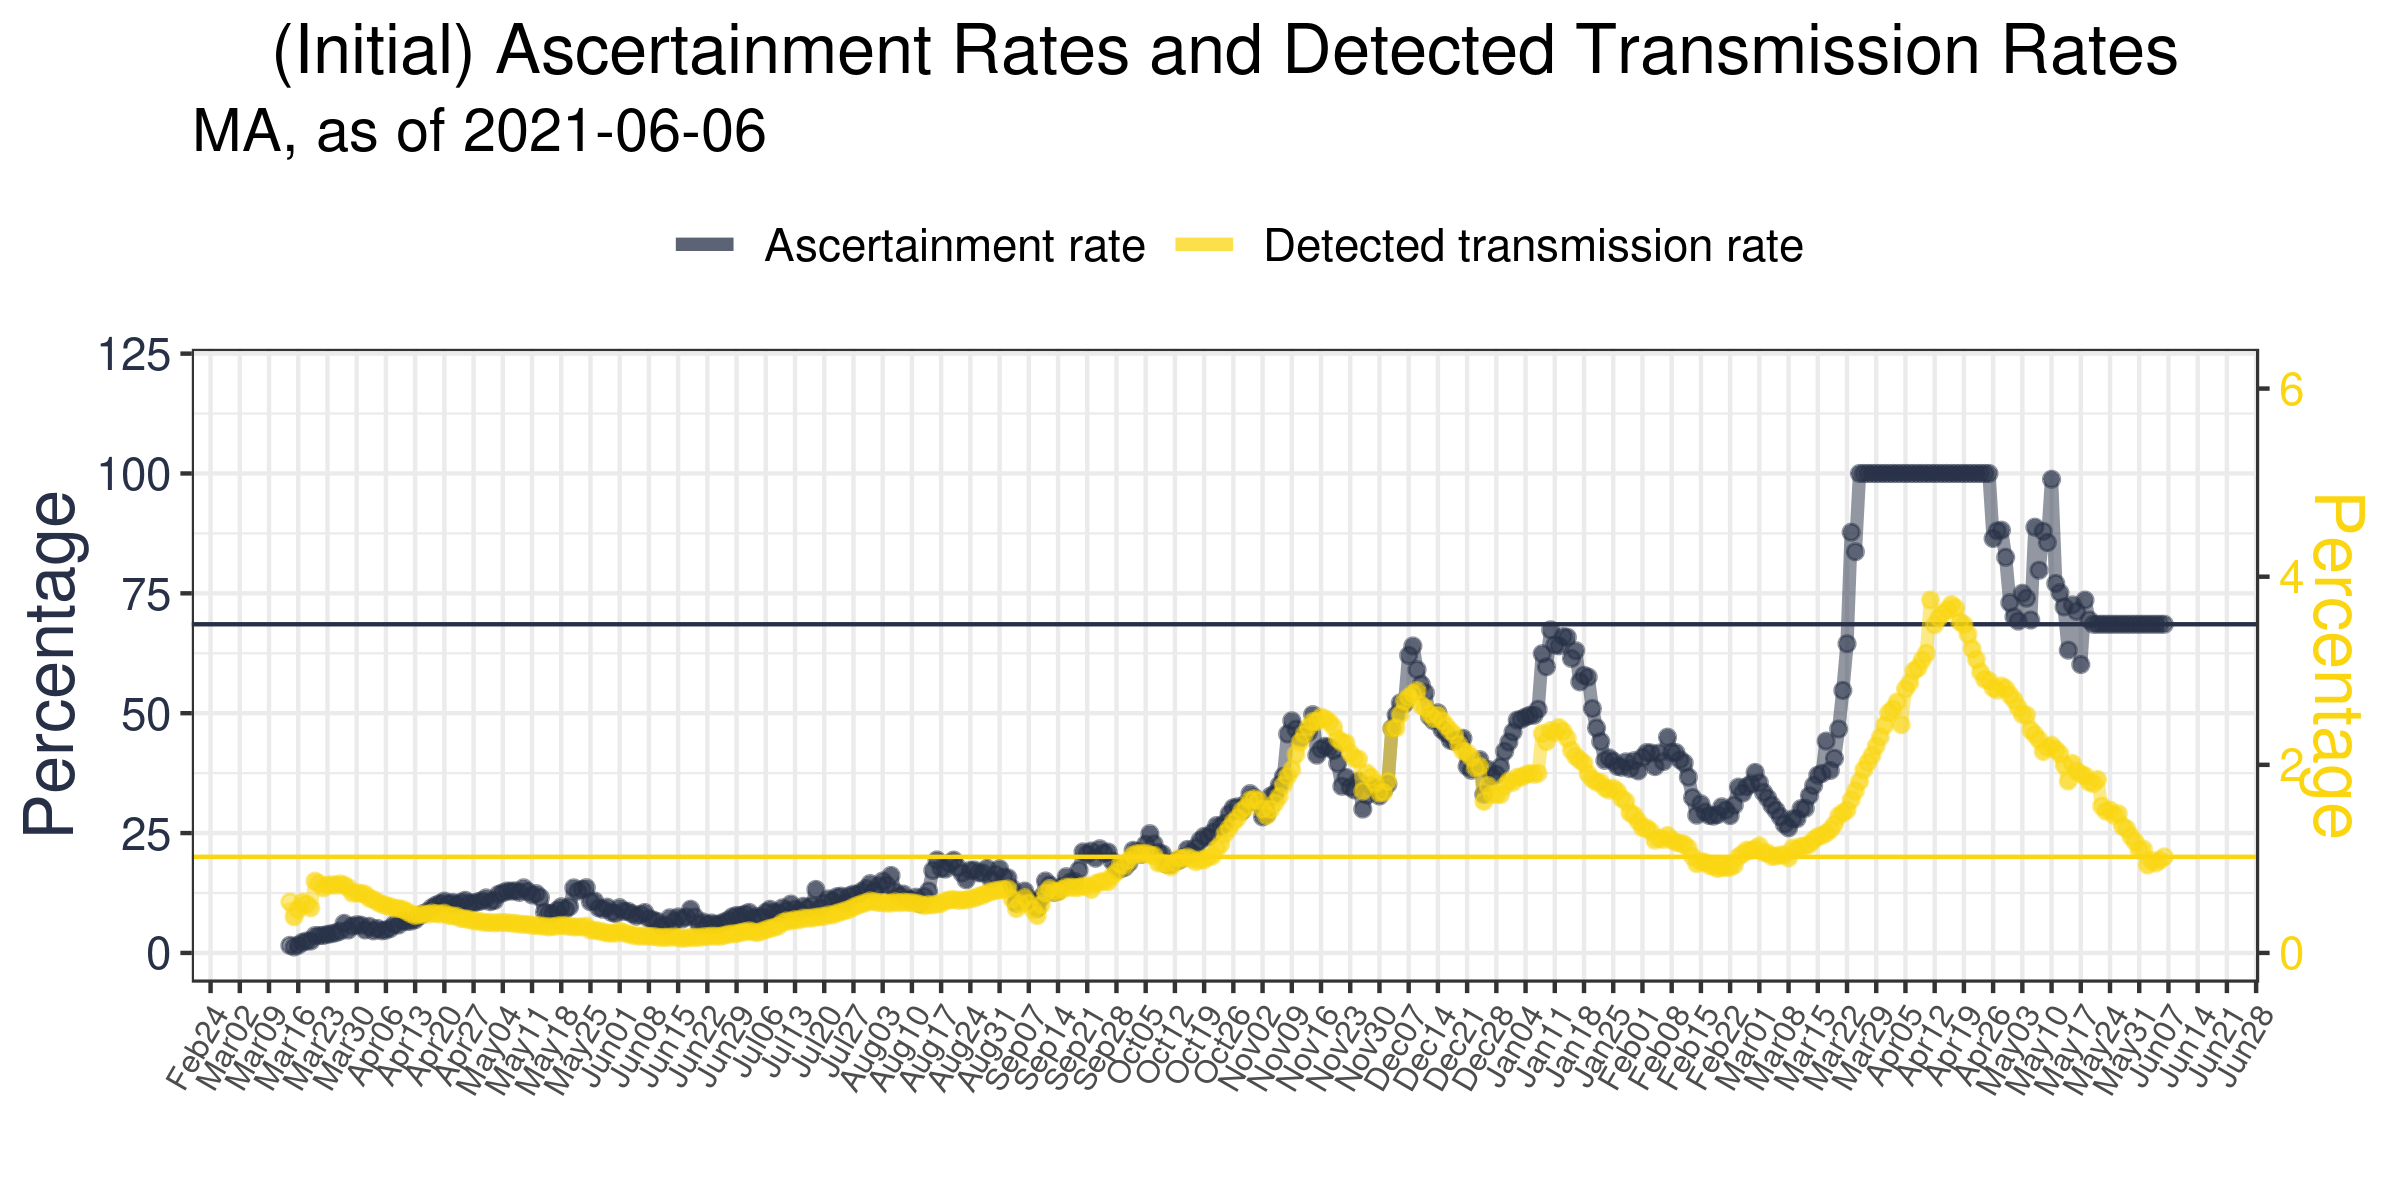 (Initial) Ascertainment Rates and Detected Transmission Rates
MA, as of 2021-06-06
Ascertainment rate
Detected transmission rate
Percentage
125
100
75
50
25
0
6
4
2
0
Percentage
Feb24
Mar02
Mar09
Mar16
Mar23
Mar30
Apr06
Apr13
Apr20
Apr27
May04
May11
May18
May25
Jun01
Jun08
Jun15
Jun22
Jun29
Jul06
Jul13
Jul20
Jul27
Aug03
Aug10
Aug17
Aug24
Aug31
Sep07
Sep14
Sep21
Sep28
Oct05
Oct12
Oct19
Oct26
Nov02
Nov09
Nov16
Nov23
Nov30
Dec07
Dec14
Dec21
Dec28
Jan04
Jan11
Jan18
Jan25
Feb01
Feb08
Feb15
Feb22
Mar01
Mar08
Mar15
Mar22
Mar29
Apr05
Apr12
Apr19
Apr26
May03
May10
May17
May24
May31
Jun07
Jun14
Jun21
Jun28